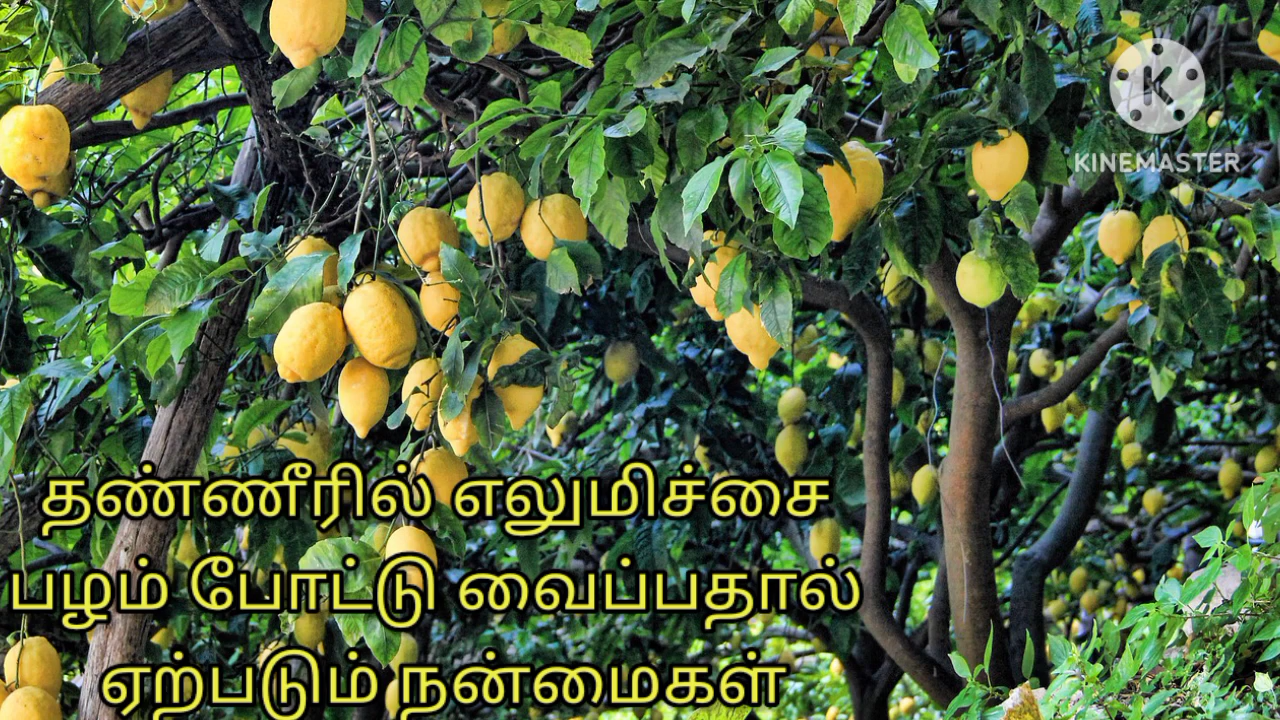 K
KINEMASTER
தண்ணீரில் எலுமிச்சை
பழம் போட்டு வைப்பதால்
ஏற்படும் நன்மைகள்